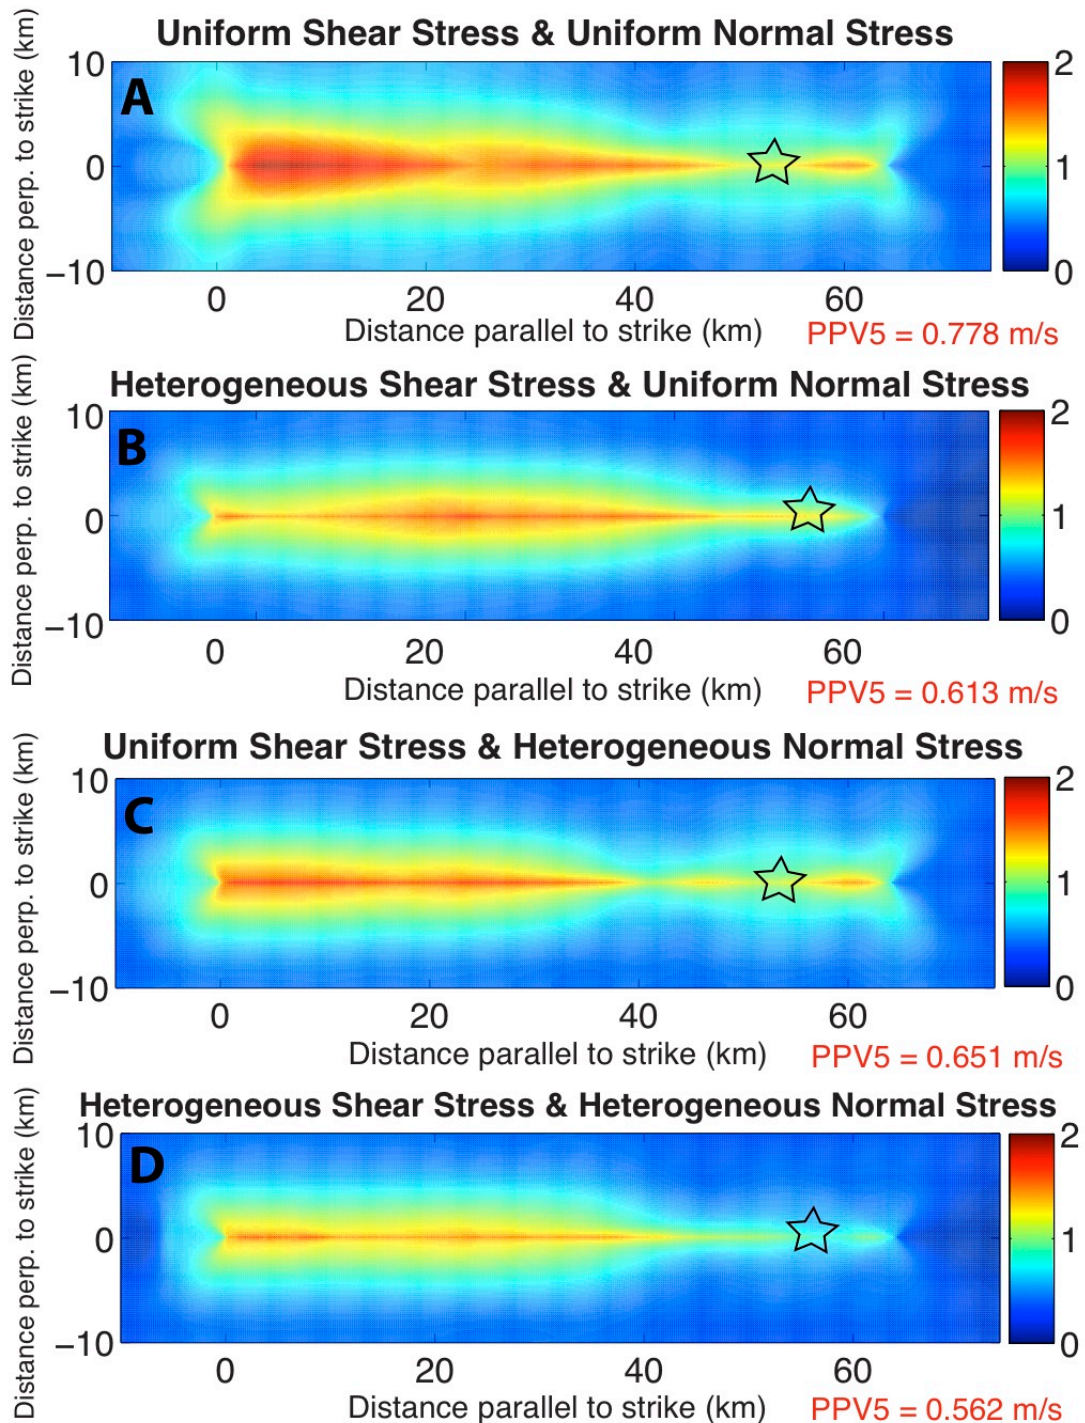 Uniform Shear Stress & Uniform Normal Stress
A
Distance perp. to strike (km)
10
0
−10
0 20 40 60
2
1
0
Distance parallel to strike (km)
PPV5 = 0.778 m/s
Heterogeneous Shear Stress & Uniform Normal Stress
B
Distance perp. to strike (km)
10
0
−10
0 20 40 60
2
1
0
Distance parallel to strike (km)
PPV5 = 0.613 m/s
Uniform Shear Stress & Heterogeneous Normal Stress
C
Distance perp. to strike (km)
10
0
−10
0 20 40 60
2
1
0
Distance parallel to strike (km)
PPV5 = 0.651 m/s
Heterogeneous Shear Stress & Heterogeneous Normal Stress
D
Distance perp. to strike (km)
10
0
−10
0 20 40 60
2
1
0
Distance parallel to strike (km)
PPV5 = 0.562 m/s